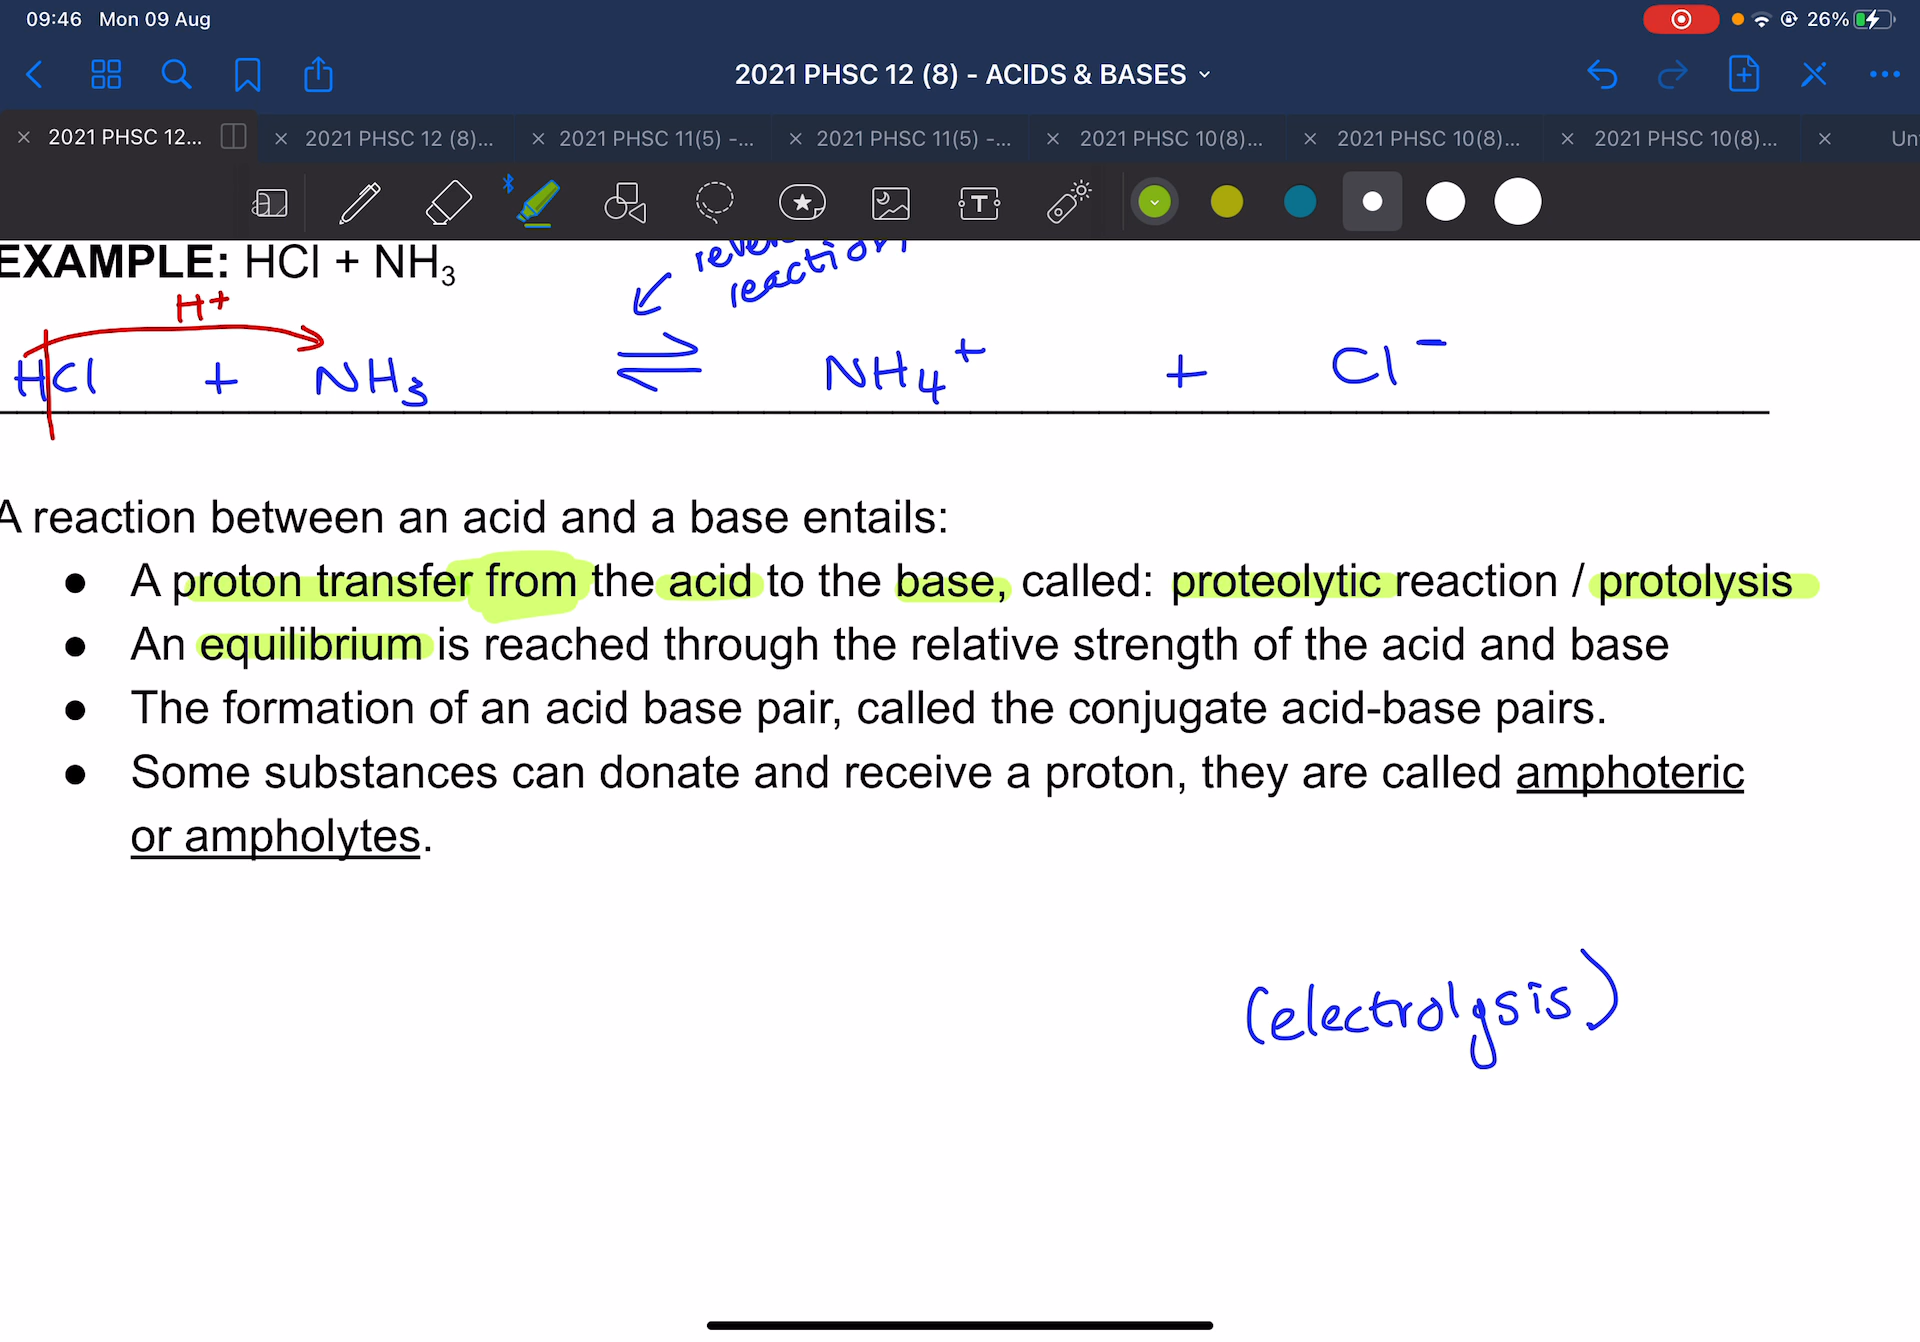 09:46 Mon 09 Aug 26%
2021 PHSC 12 (8) - ACIDS & BASES
2021 PHSC 12... 2021 PHSC 12 (8)... 2021 PHSC 11(5) -... 2021 PHSC 11(5) -... 2021 PHSC 10(8)... 2021 PHSC 10(8)... 2021 PHSC 10(8)... Un
T
EXAMPLE: HCl + NH₃
reaction
H+
HCl + NH₃ ⇌ NH₄⁺ + Cl⁻
A reaction between an acid and a base entails:
● A proton transfer from the acid to the base, called: proteolytic reaction / protolysis
● An equilibrium is reached through the relative strength of the acid and base
● The formation of an acid base pair, called the conjugate acid-base pairs.
● Some substances can donate and receive a proton, they are called amphoteric
or ampholytes.
(electrolysis)